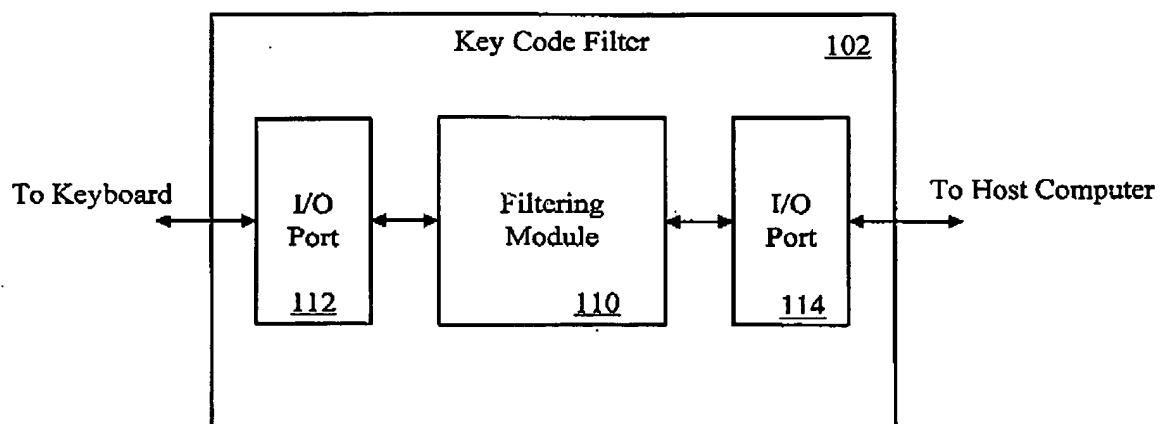 Key Code Filter
102
To Keyboard
I/O
Port
112
Filtering
Module
110
I/O
Port
114
To Host Computer